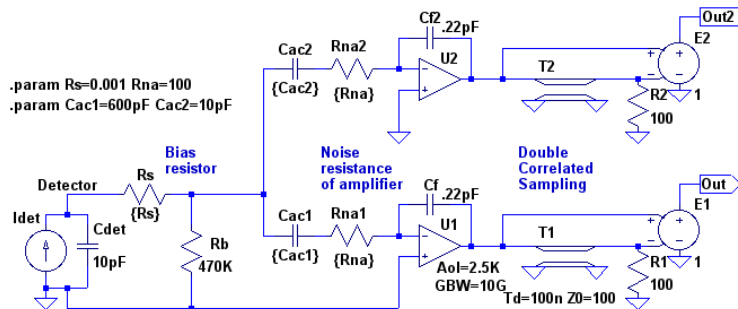 Cf2
.22pF
Out2
Cac2
Rna2
U2
E2
T2
.param Rs=0.001 Rna=100
{Cac2}
{Rna}
R2
1
.param Cac1=600pF Cac2=10pF
100
Bias
resistor
Noise
resistance
of amplifier
Double
Correlated
Sampling
Detector
Rs
Cac1
Rna1
Cf
.22pF
Out
{Rs}
U1
E1
T1
Idet
Cdet
{Cac1}
{Rna}
Rb
Aol=2.5K
R1
1
10pF
470K
GBW=10G
100
Td=100n Z0=100